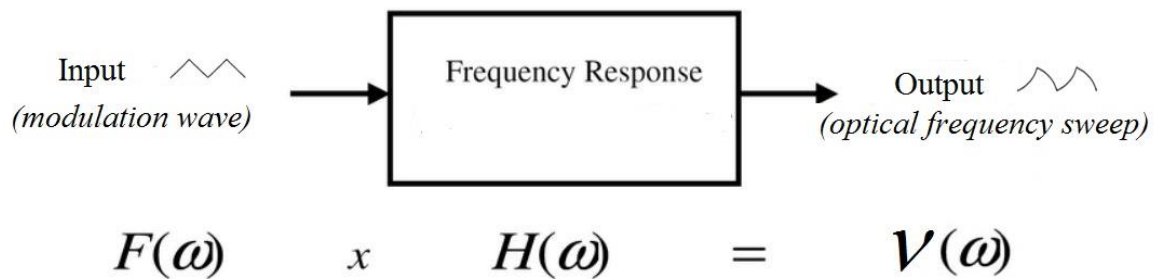 Input
(modulation wave)
Frequency Response
Output
(optical frequency sweep)
F(ω) x H(ω) = V(ω)